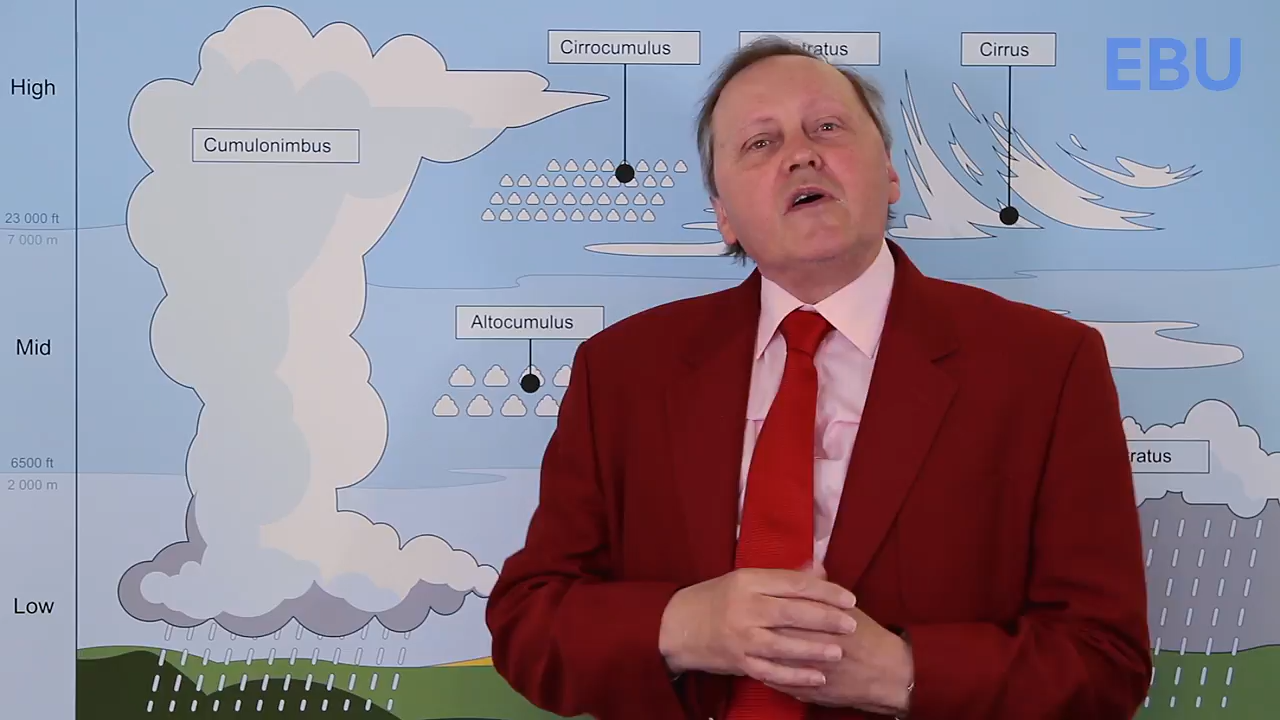 High
Cirrocumulus
Cirrus
EBU
Cumulonimbus
23 000 ft
7 000 m
Altocumulus
Mid
6500 ft
2 000 m
Low